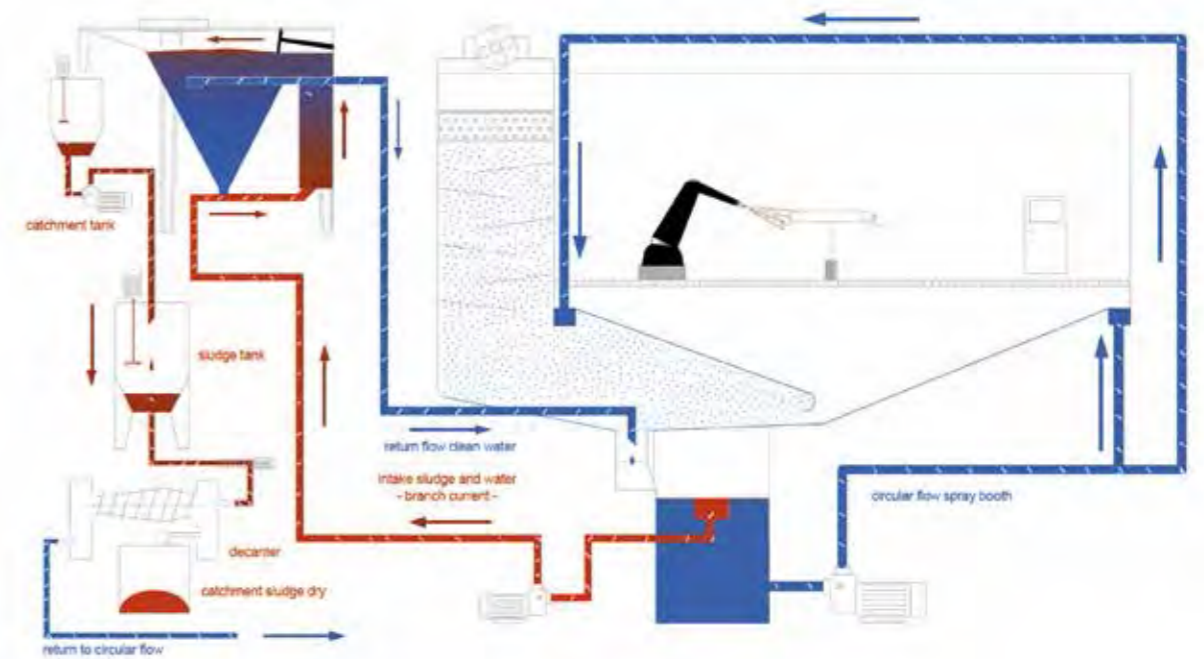 catchment tank
sludge tank
return flow clean water
intake sludge and water
- branch current -
circular flow spray booth
decanter
catchment sludge dry
return to circular flow